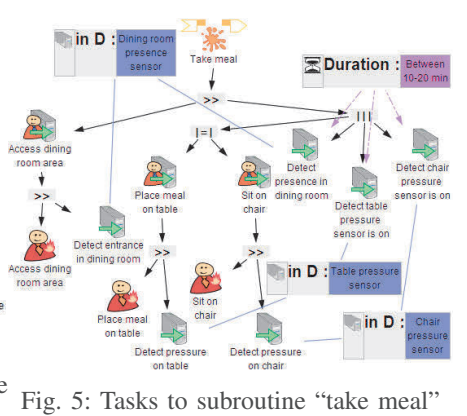 in D :
Dining room
presence
sensor
Take meal
Duration :
Between
10-20 min
>>
|=|
|||
Access dining
room area
Place meal
on table
Sit on
chair
Detect
presence in
dining room
Detect chair
pressure
sensor is on
Detect table
pressure
sensor is on
>>
Detect entrance
in dining room
Access dining
room area
>>
>>
in D :
Table pressure
sensor
Place meal
on table
Sit on
chair
Detect pressure
on table
Detect pressure
on chair
in D :
Chair
pressure
sensor
e
e
Fig. 5: Tasks to subroutine “take meal”